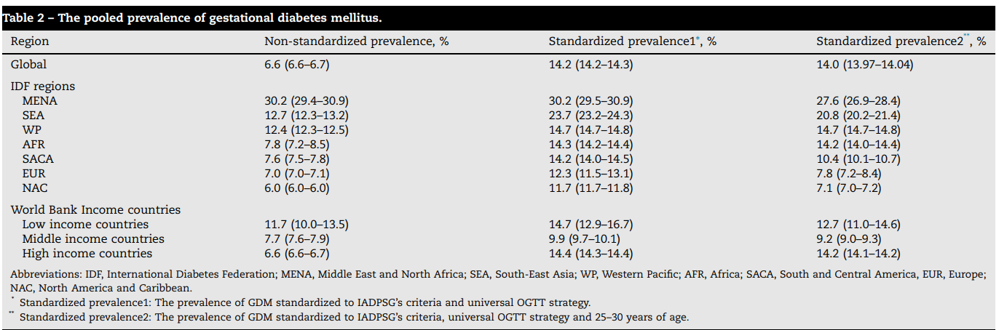 Table 2 – The pooled prevalence of gestational diabetes mellitus.
Region Non-standardized prevalence, % Standardized prevalence1*, % Standardized prevalence2**, %
Global 6.6 (6.6–6.7) 14.2 (14.2–14.3) 14.0 (13.97–14.04)
IDF regions
MENA 30.2 (29.4–30.9) 30.2 (29.5–30.9) 27.6 (26.9–28.4)
SEA 12.7 (12.3–13.2) 23.7 (23.2–24.3) 20.8 (20.2–21.4)
WP 12.4 (12.3–12.5) 14.7 (14.7–14.8) 14.7 (14.7–14.8)
AFR 7.8 (7.2–8.5) 14.3 (14.2–14.4) 14.2 (14.0–14.4)
SACA 7.6 (7.5–7.8) 14.2 (14.0–14.5) 10.4 (10.1–10.7)
EUR 7.0 (7.0–7.1) 12.3 (11.5–13.1) 7.8 (7.2–8.4)
NAC 6.0 (6.0–6.0) 11.7 (11.7–11.8) 7.1 (7.0–7.2)
World Bank Income countries
Low income countries 11.7 (10.0–13.5) 14.7 (12.9–16.7) 12.7 (11.0–14.6)
Middle income countries 7.7 (7.6–7.9) 9.9 (9.7–10.1) 9.2 (9.0–9.3)
High income countries 6.6 (6.6–6.7) 14.4 (14.3–14.4) 14.2 (14.1–14.2)
Abbreviations: IDF, International Diabetes Federation; MENA, Middle East and North Africa; SEA, South-East Asia; WP, Western Pacific; AFR, Africa; SACA, South and Central America, EUR, Europe;
NAC, North America and Caribbean.
* Standardized prevalence1: The prevalence of GDM standardized to IADPSG's criteria and universal OGTT strategy.
** Standardized prevalence2: The prevalence of GDM standardized to IADPSG's criteria, universal OGTT strategy and 25–30 years of age.